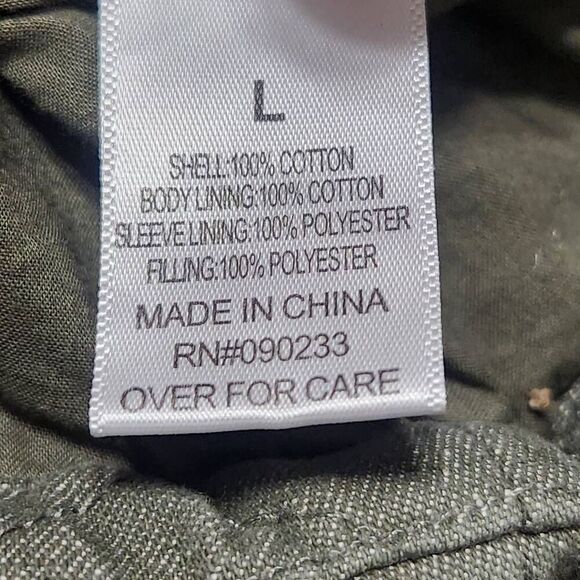 L
SHELL:100% COTTON
BODY LINING:100% COTTON
SLEEVE LINING:100% POLYESTER
FILLING:100% POLYESTER
MADE IN CHINA
RN#090233
OVER FOR CARE